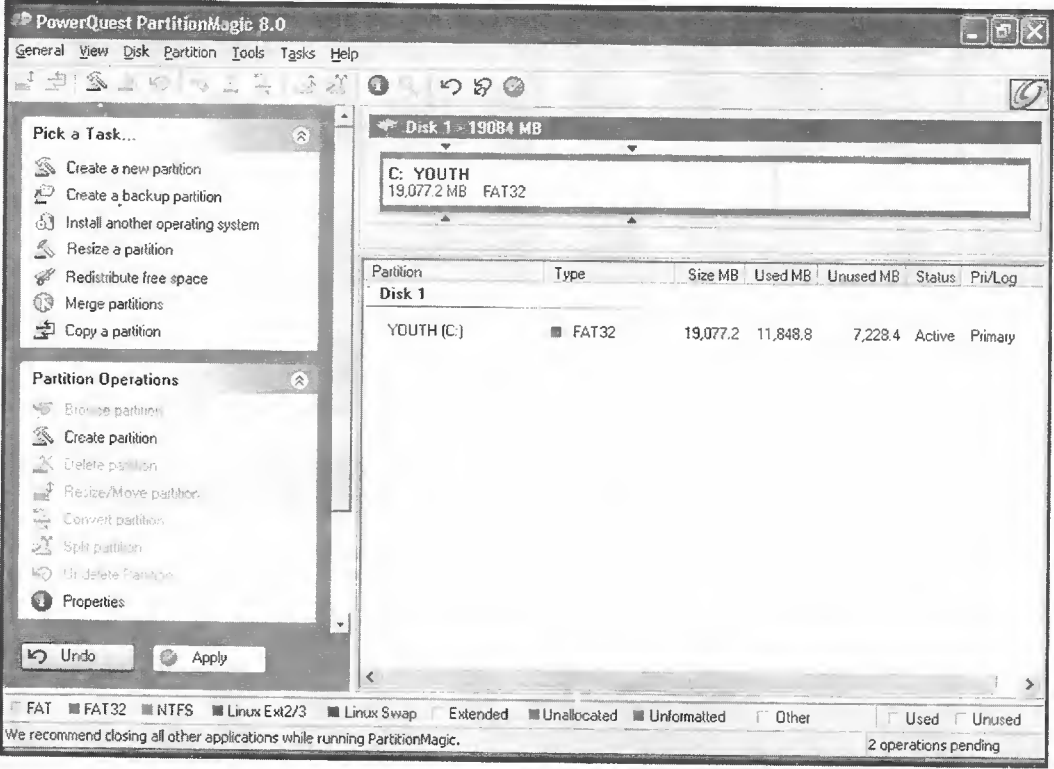 PowerQuest PartitionMagic 8.0
General View Disk Partition Tools Tasks Help
Pick a Task...
Create a new partition
Create a backup partition
Install another operating system
Resize a partition
Redistribute free space
Merge partitions
Copy a partition
Partition Operations
Browse partition
Create partition
Delete partition
Resize/Move partition
Convert partition
Split partition
Undelete Partition
Properties
Undo Apply
Disk 1 - 19084 MB
C: YOUTH
19,077.2 MB FAT32
Partition Type Size MB Used MB Unused MB Status Pri/Log
Disk 1
YOUTH (C:) FAT32 19,077.2 11,848.8 7,228.4 Active Primary
FAT FAT32 NTFS Linux Ext2/3 Linux Swap Extended Unallocated Unformatted Other Used Unused
We recommend closing all other applications while running PartitionMagic.
2 operations pending